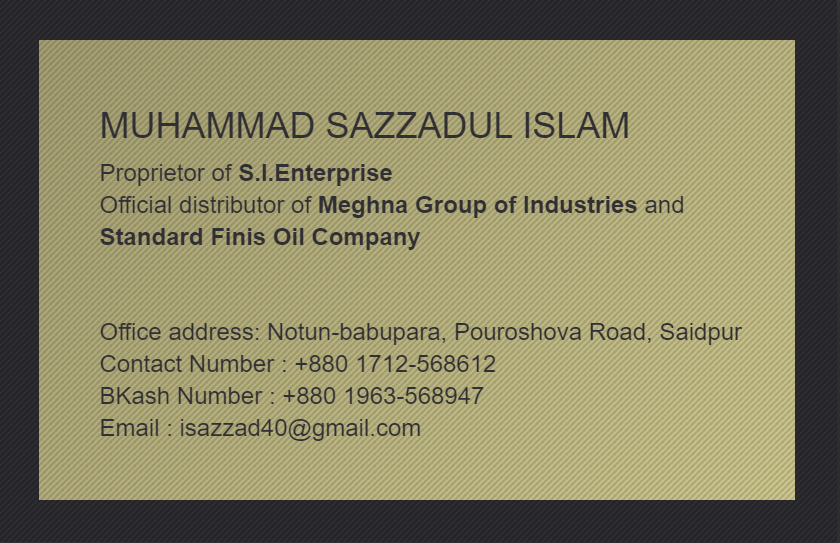 MUHAMMAD SAZZADUL ISLAM
Proprietor of S.I.Enterprise
Official distributor of Meghna Group of Industries and
Standard Finis Oil Company
Office address: Notun-babupara, Pouroshova Road, Saidpur
Contact Number : +880 1712-568612
BKash Number : +880 1963-568947
Email : isazzad40@gmail.com